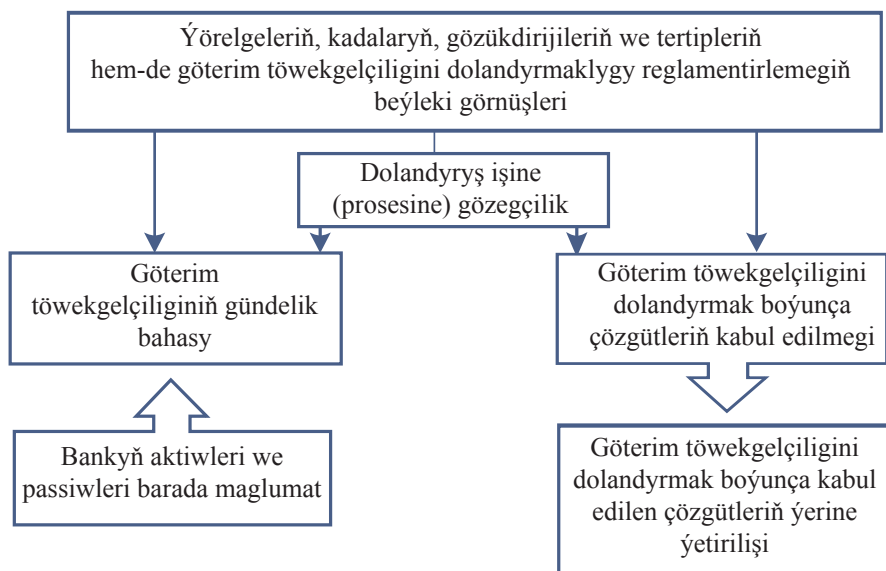 Ýörelgeleriň, kadalaryň, gözükdirijileriň we tertipleriň
hem-de göterim töwekgelçiligini dolandyrmaklygy reglamentirlemegiň
beýleki görnüşleri
Dolandyryş işine
(prosesine) gözegçilik
Göterim
töwekgelçiliginiň gündelik
bahasy
Göterim töwekgelçiligini
dolandyrmak boýunça
çözgütleriň kabul edilmegi
Bankyň aktiwleri we
passiwleri barada maglumat
Göterim töwekgelçiligini
dolandyrmak boýunça kabul
edilen çözgütleriň ýerine
ýetirilişi